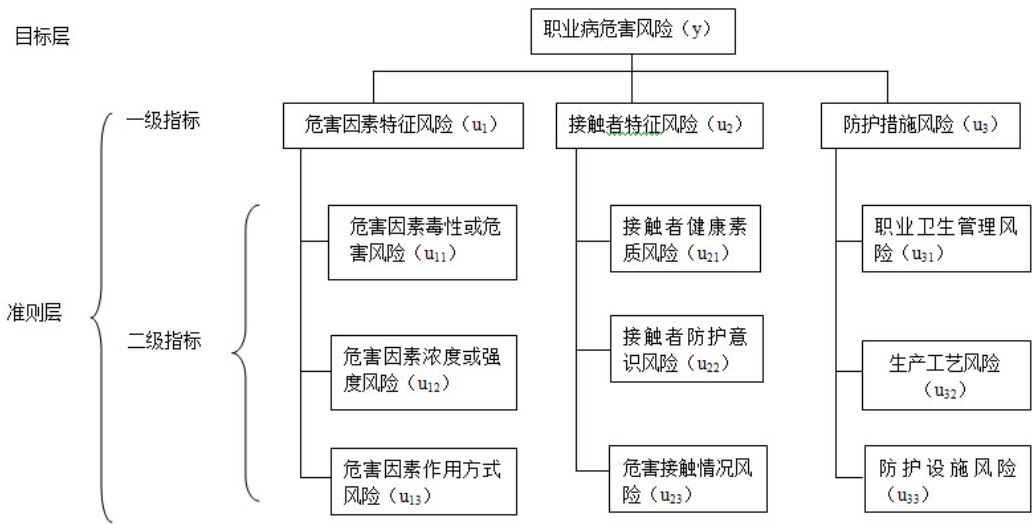 目标层
职业病危害风险（y）
一级指标
危害因素特征风险（u1）
接触者特征风险（u2）
防护措施风险（u3）
准则层
二级指标
危害因素毒性或危
害风险（u11）
接触者健康素
质风险（u21）
职业卫生管理风
险（u31）
危害因素浓度或强
度风险（u12）
接触者防护意
识风险（u22）
生产工艺风险
（u32）
危害因素作用方式
风险（u13）
危害接触情况风
险（u23）
防护设施风险
（u33）